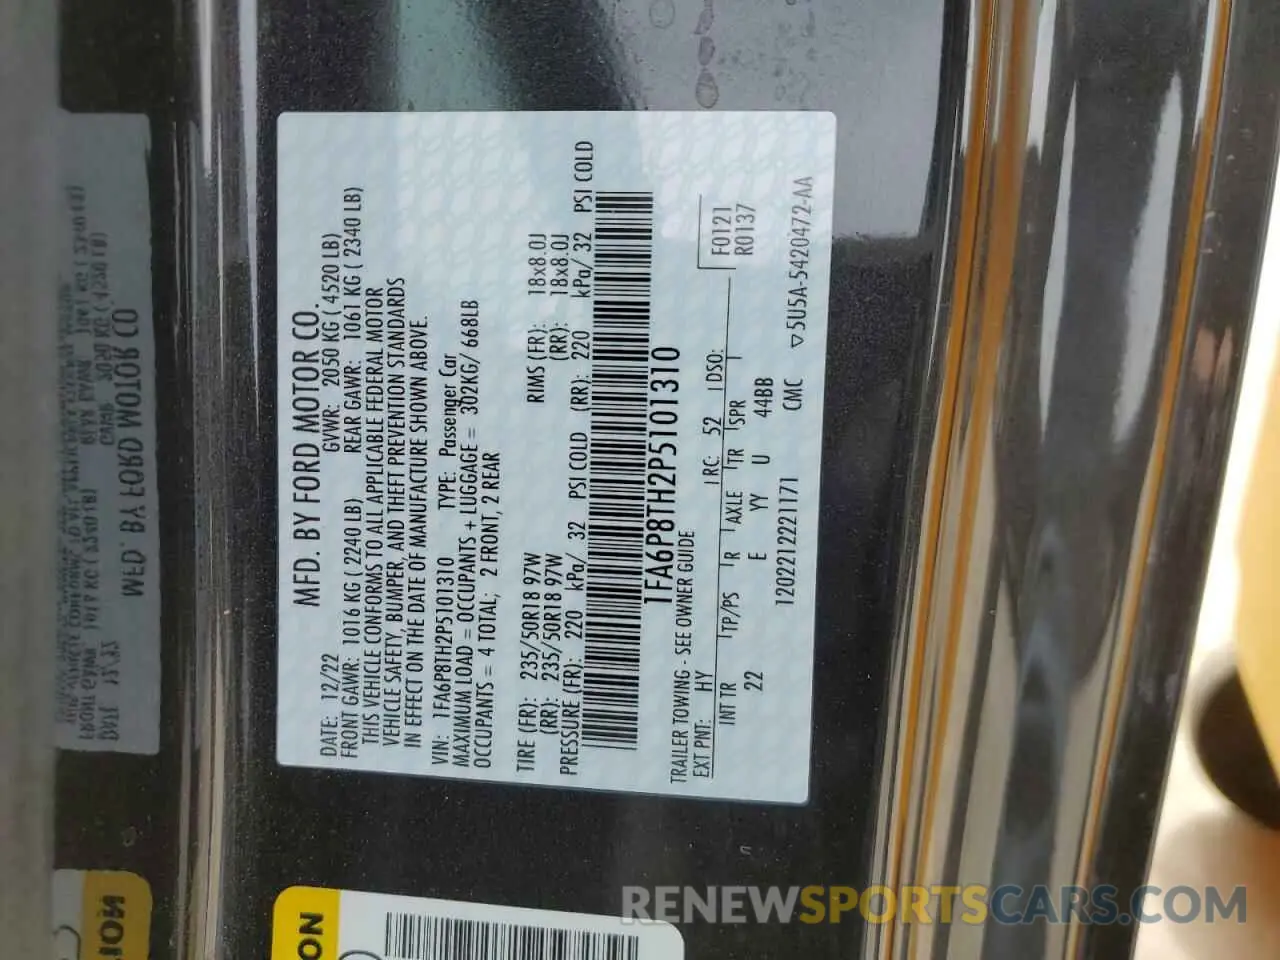 MFD. BY FORD MOTOR CO.
DATE: 12/22 GVWR: 2050 KG ( 4520 LB)
FRONT GAWR: 1016 KG ( 2240 LB) REAR GAWR: 1061 KG ( 2340 LB)
THIS VEHICLE CONFORMS TO ALL APPLICABLE FEDERAL MOTOR
VEHICLE SAFETY, BUMPER, AND THEFT PREVENTION STANDARDS
IN EFFECT ON THE DATE OF MANUFACTURE SHOWN ABOVE.
VIN: 1FA6P8TH2P5101310 TYPE: Passenger Car
MAXIMUM LOAD = OCCUPANTS + LUGGAGE = 302KG/ 668LB
OCCUPANTS = 4 TOTAL; 2 FRONT, 2 REAR
TIRE (FR): 235/50R18 97W RIMS (FR): 18x8.0J
(RR): 235/50R18 97W (RR): 18x8.0J
PRESSURE (FR): 220 kPa/ 32 PSI COLD (RR): 220 kPa/ 32 PSI COLD
1FA6P8TH2P5101310
TRAILER TOWING - SEE OWNER GUIDE
EXT PNT: HY RC: 52 DSO:
F0121
R0137
INT TR TP/PS R AXLE TR SPR
22 E YY U 44BB
120221222171 CMC
▽5U5A-5420472-AA
ON
RENEWSPORTSCARS.COM